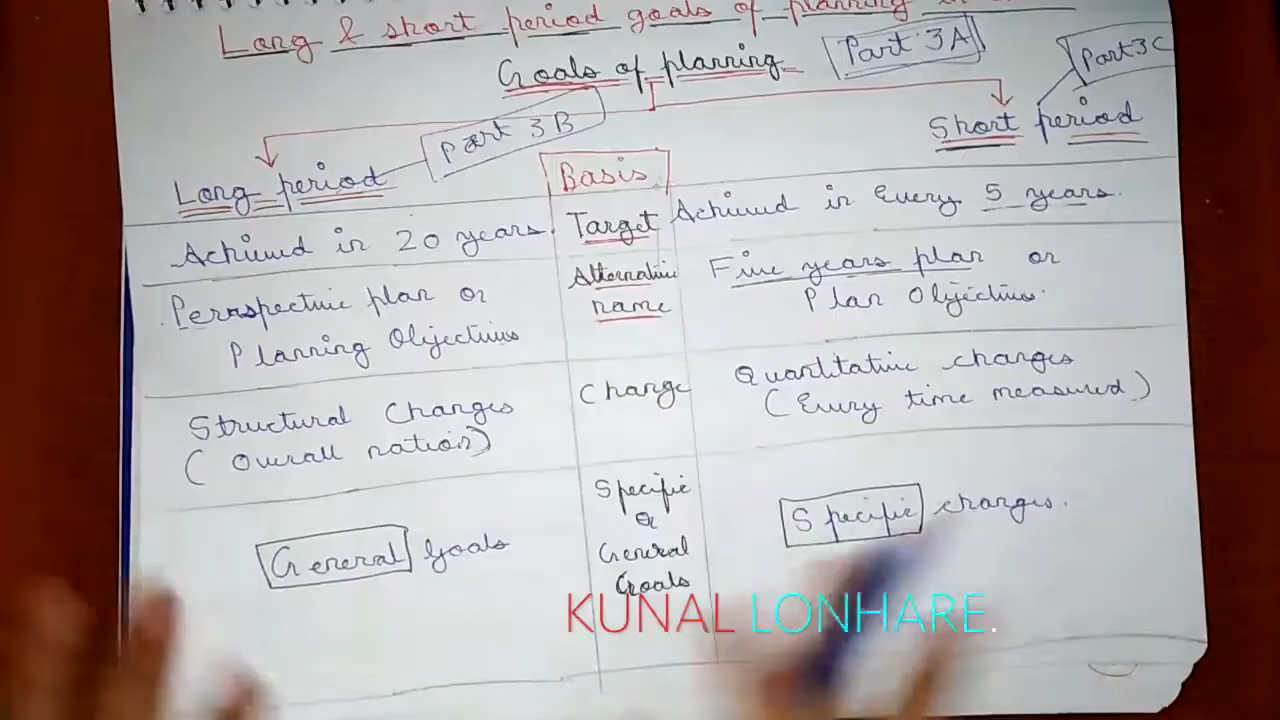 Long & short period goals of planning in
Goals of planning
Part 3A
Part 3C
Part 3B
Short period
Long period
Basis
Achieved in 20 years.
Target
Achieved in Every 5 years.
Perspective plan or
Planning Objectives
Alternative
name
Five years plan or
Plan Objectives.
Structural Changes
(Overall nation)
Change
Quantitative changes
(Every time measured)
General goals
Specific
or
General
Goals
Specific changes.
KUNAL LONHARE.